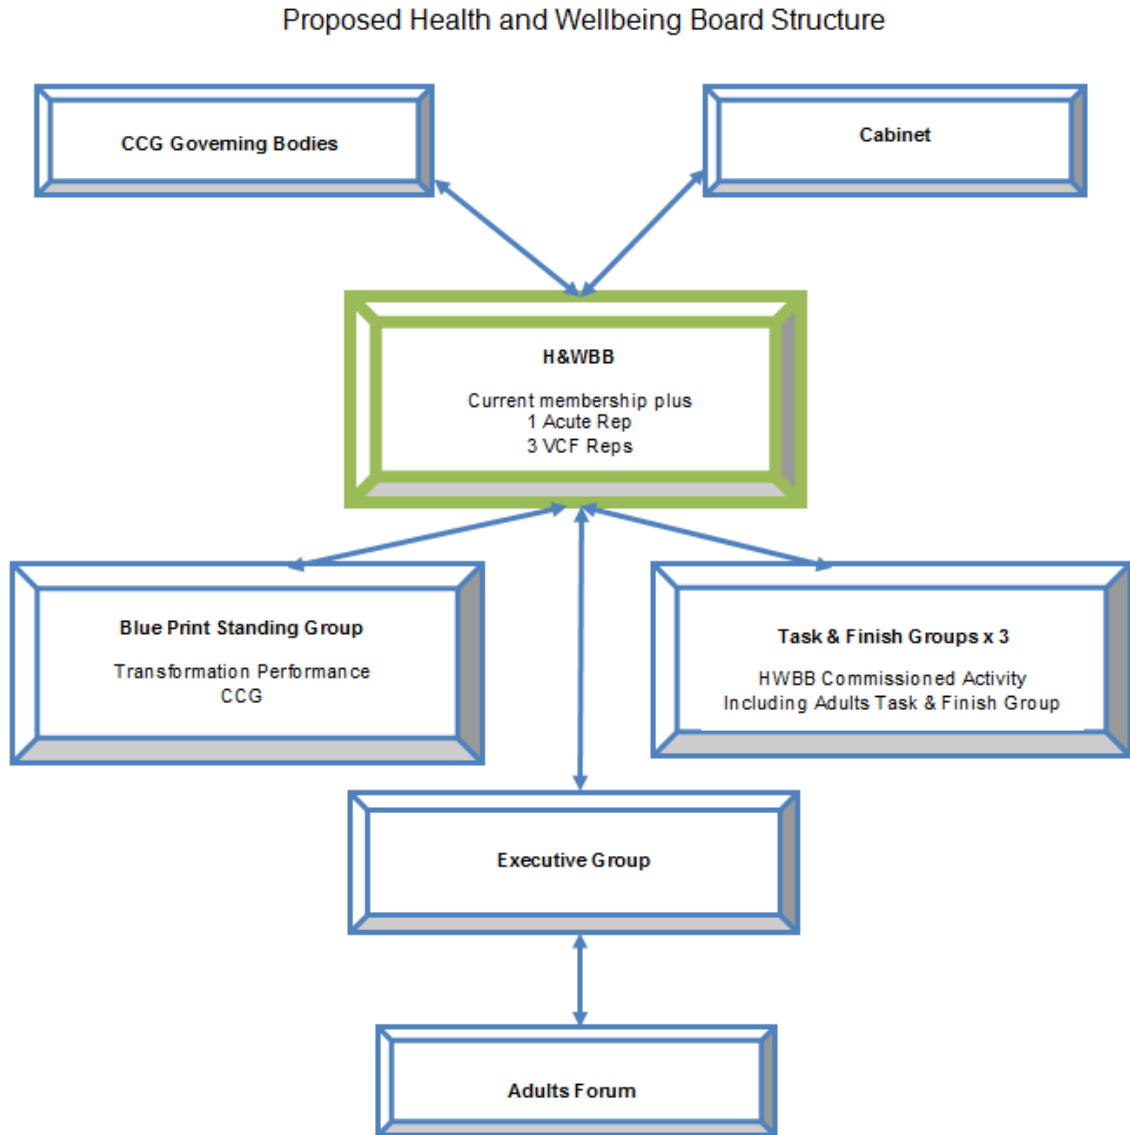 Proposed Health and Wellbeing Board Structure
CCG Governing Bodies
Cabinet
H&WBB
Current membership plus
1 Acute Rep
3 VCF Reps
Blue Print Standing Group
Transformation Performance
CCG
Task & Finish Groups x 3
HWBB Commissioned Activity
Including Adults Task & Finish Group
Executive Group
Adults Forum